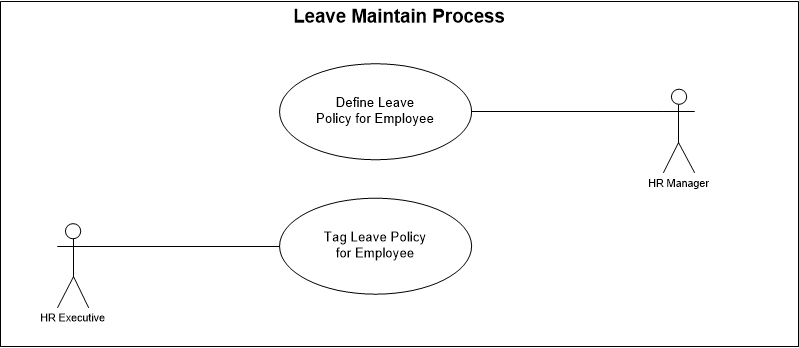 Leave Maintain Process
Define Leave
Policy for Employee
HR Manager
Tag Leave Policy
for Employee
HR Executive